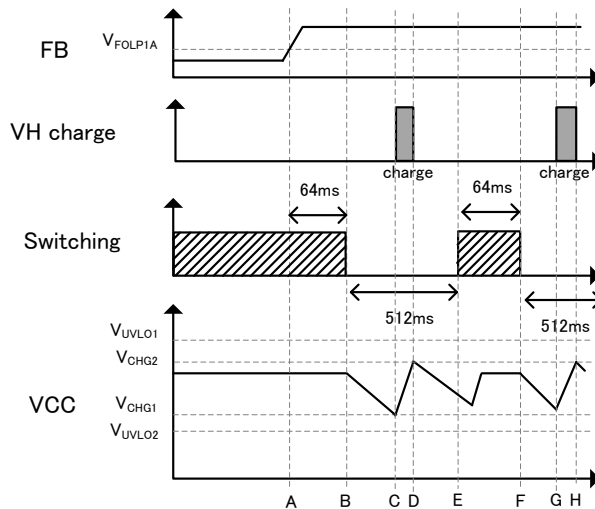 FB
VFOLP1A
VH charge
charge
charge
64ms
64ms
Switching
512ms
512ms
VUVLO1
VCHG2
VCC
VCHG1
VUVLO2
A B C D E F G H